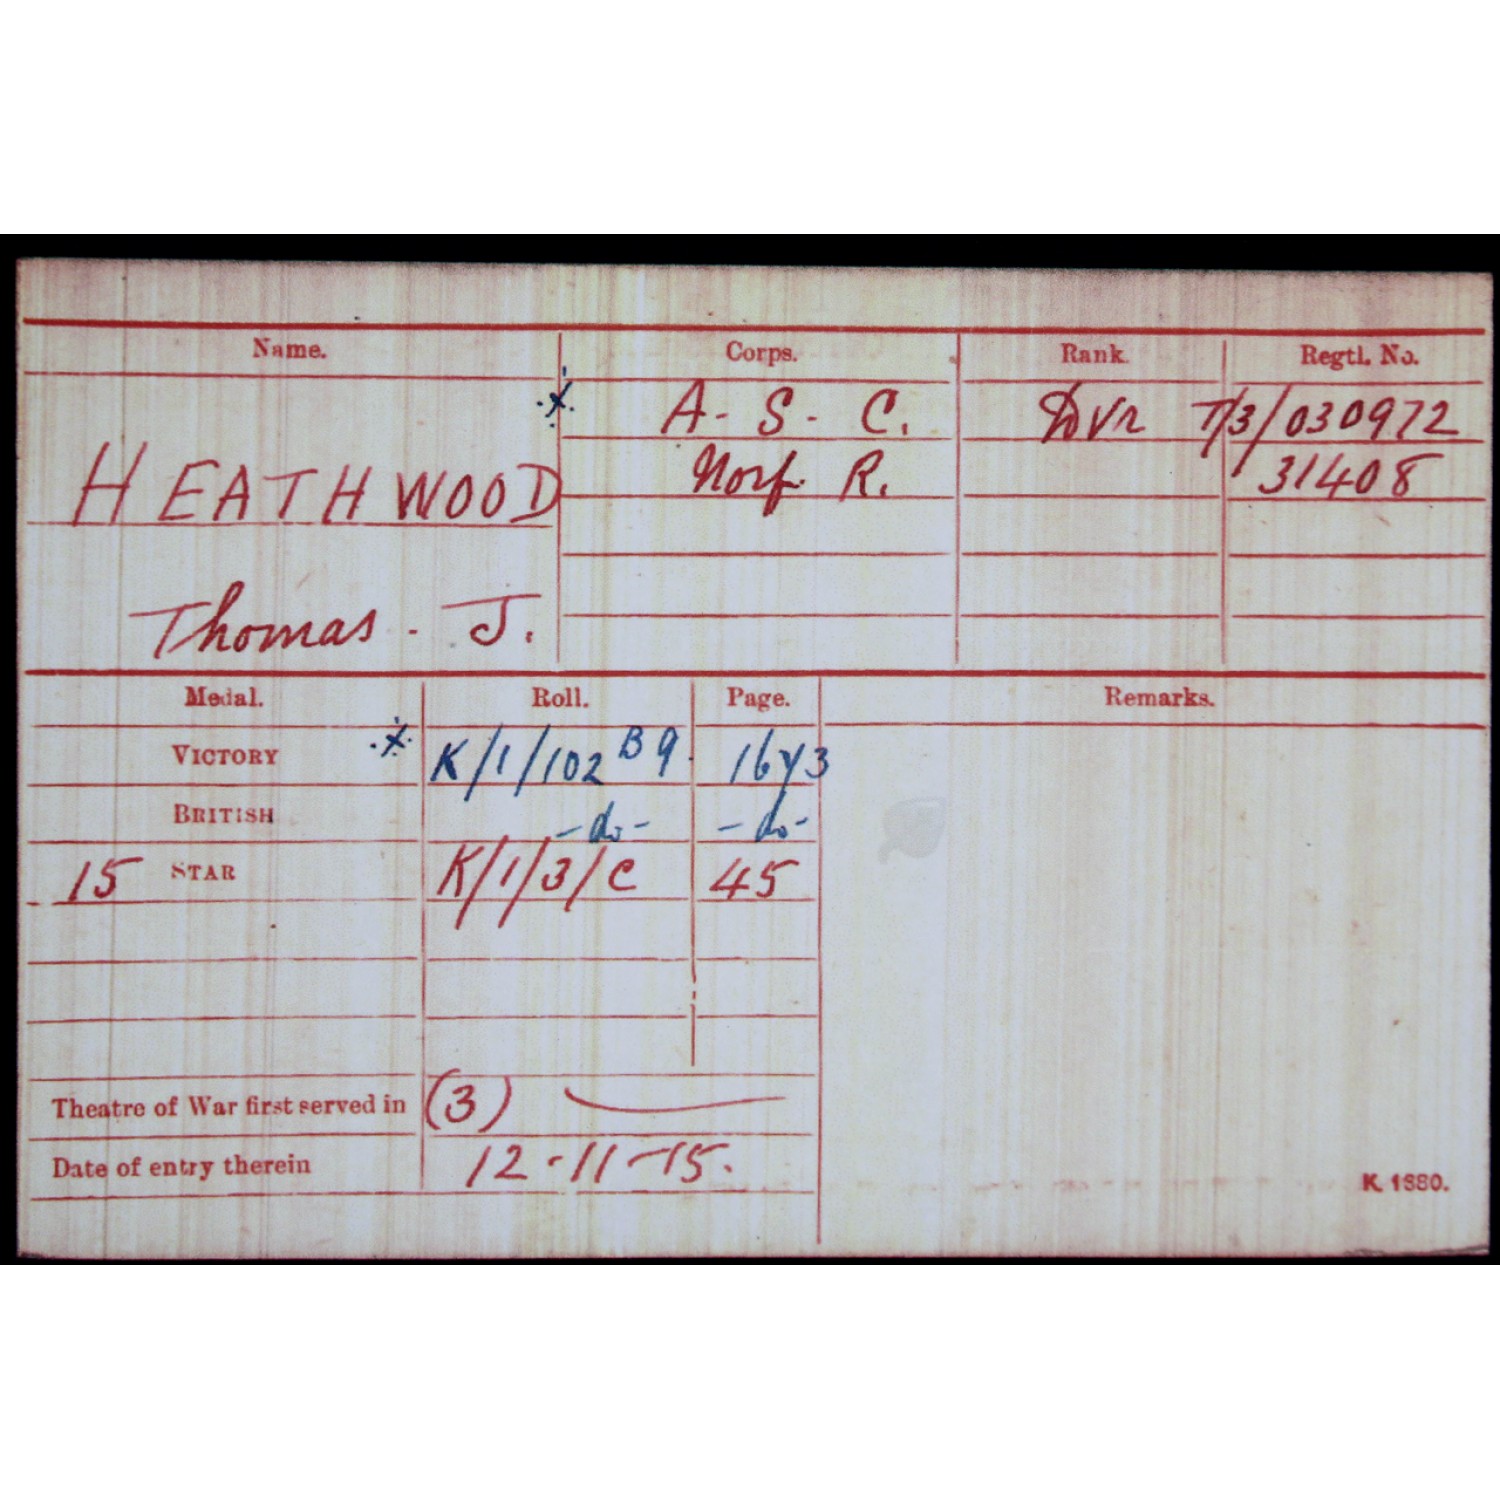 Name. Corps. Rank. Regtl. No.
·x· A - S - C. Dvr T/3/030972
HEATHWOOD Norf. R. 31408
Thomas - J.
Medal. Roll. Page. Remarks.
VICTORY ·x· K/1/102 B9. 1673
BRITISH -do- -do-
15 STAR K/1/3/C 45
Theatre of War first served in (3)
Date of entry therein 12-11-15.
K. 1380.